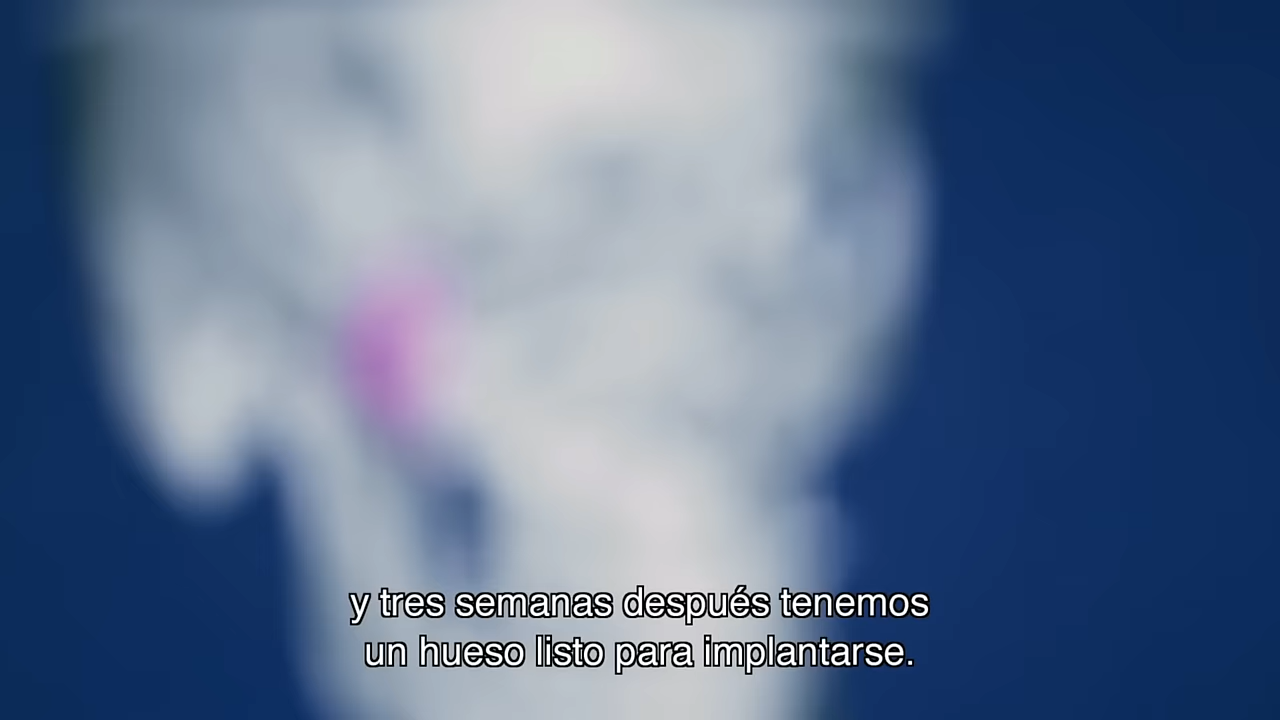 y tres semanas después tenemos
un hueso listo para implantarse.